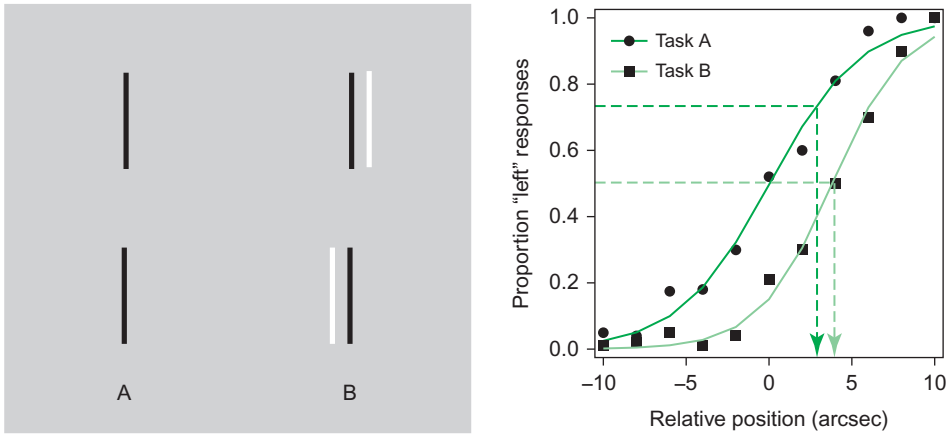 A
B
Proportion “left” responses
1.0
0.8
0.6
0.4
0.2
0.0
Task A
Task B
−10
−5
0
5
10
Relative position (arcsec)